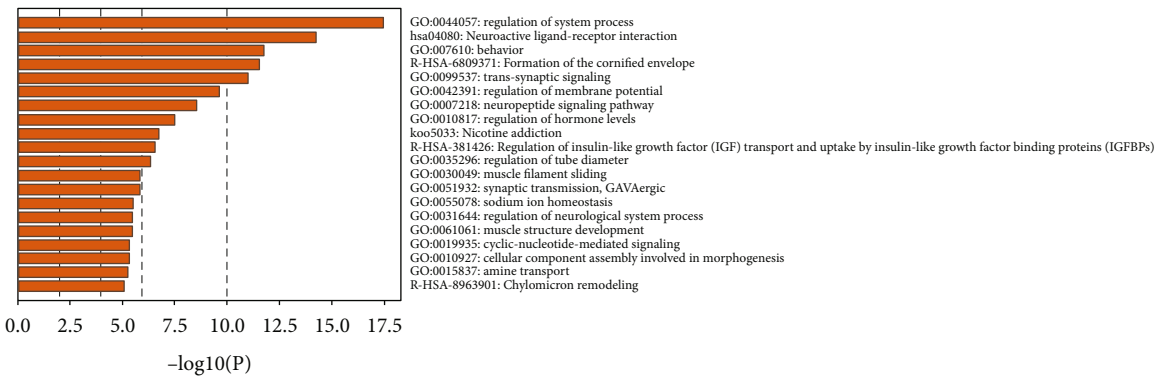 GO:0044057: regulation of system process
hsa04080: Neuroactive ligand-receptor interaction
GO:007610: behavior
R-HSA-6809371: Formation of the cornified envelope
GO:0099537: trans-synaptic signaling
GO:0042391: regulation of membrane potential
GO:0007218: neuropeptide signaling pathway
GO:0010817: regulation of hormone levels
koo5033: Nicotine addiction
R-HSA-381426: Regulation of insulin-like growth factor (IGF) transport and uptake by insulin-like growth factor binding proteins (IGFBPs)
GO:0035296: regulation of tube diameter
GO:0030049: muscle filament sliding
GO:0051932: synaptic transmission, GAVAergic
GO:0055078: sodium ion homeostasis
GO:0031644: regulation of neurological system process
GO:0061061: muscle structure development
GO:0019935: cyclic-nucleotide-mediated signaling
GO:0010927: cellular component assembly involved in morphogenesis
GO:0015837: amine transport
R-HSA-8963901: Chylomicron remodeling
0.0 2.5 5.0 7.5 10.0 12.5 15.0 17.5
–log10(P)